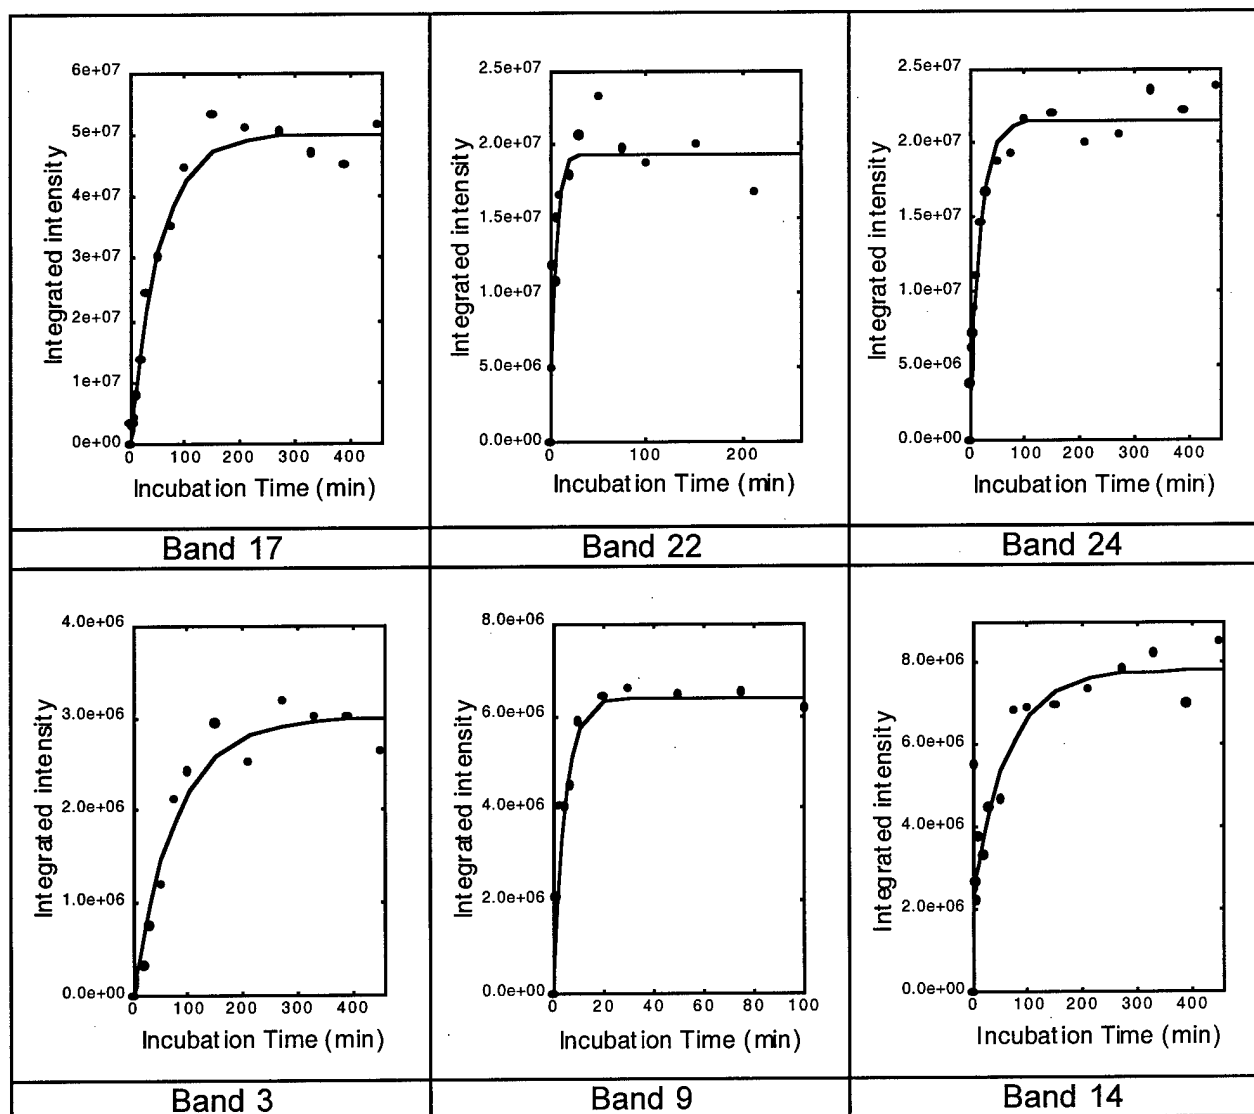 6e+07
5e+07
4e+07
3e+07
2e+07
1e+07
0e+00
Integrated intensity
0 100 200 300 400
Incubation Time (min)
Band 17
2.5e+07
2.0e+07
1.5e+07
1.0e+07
5.0e+06
0.0e+00
Integrated intensity
0 100 200
Incubation Time (min)
Band 22
2.5e+07
2.0e+07
1.5e+07
1.0e+07
5.0e+06
0.0e+00
Integrated intensity
0 100 200 300 400
Incubation Time (min)
Band 24
4.0e+06
3.0e+06
2.0e+06
1.0e+06
0.0e+00
Integrated intensity
0 100 200 300 400
Incubation Time (min)
Band 3
8.0e+06
6.0e+06
4.0e+06
2.0e+06
0.0e+00
Integrated intensity
0 20 40 60 80 100
Incubation Time (min)
Band 9
8.0e+06
6.0e+06
4.0e+06
2.0e+06
0.0e+00
Integrated intensity
0 100 200 300 400
Incubation Time (min)
Band 14